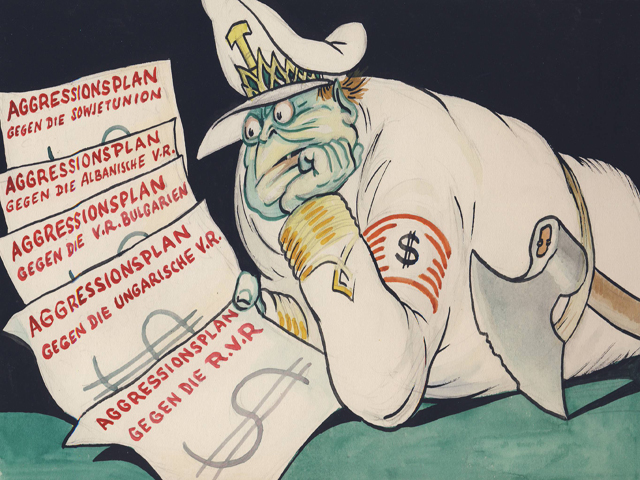 AGGRESSIONSPLAN
GEGEN DIE SOWJETUNION
AGGRESSIONSPLAN
GEGEN DIE ALBANISCHE V.R.
AGGRESSIONSPLAN
GEGEN DIE V.R. BULGARIEN
AGGRESSIONSPLAN
GEGEN DIE UNGARISCHE V.R.
AGGRESSIONSPLAN
GEGEN DIE R.V.R
$
$